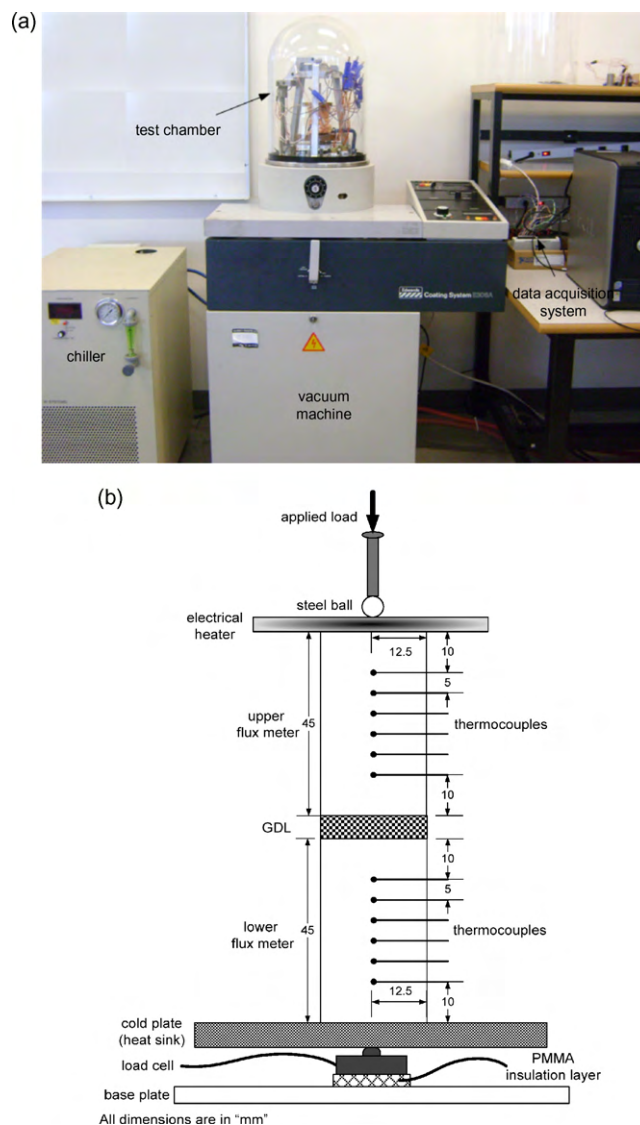 (a)
test chamber
Edwards
Coating System E306A
data acquisition
system
chiller
vacuum
machine
(b)
applied load
steel ball
electrical
heater
12.5
10
5
upper
flux meter
45
thermocouples
10
GDL
10
5
lower
flux meter
45
thermocouples
12.5
10
cold plate
(heat sink)
load cell
PMMA
insulation layer
base plate
All dimensions are in "mm"